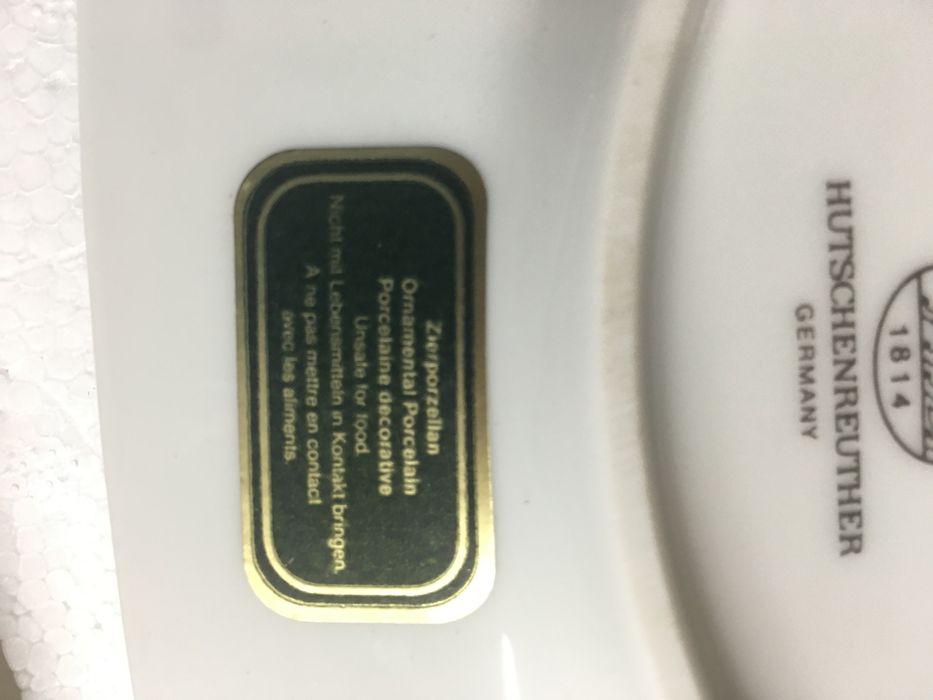 Zierporzellan
Ornamental Porcelain
Porcelaine decorative
Unsafe for food.
Nicht mit Lebensmitteln in Kontakt bringen.
A ne pas mettre en contact
avec les aliments.
1814
HUTSCHENREUTHER
GERMANY